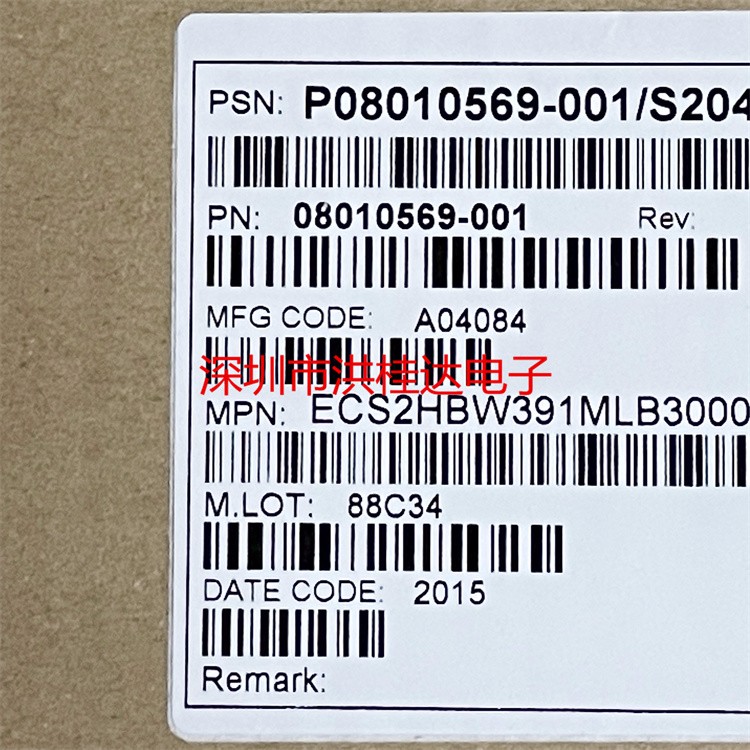 PSN: P08010569-001/S204
PN: 08010569-001 Rev:
MFG CODE: A04084
深圳市洪桂达电子
MPN: ECS2HBW391MLB3000
M.LOT: 88C34
DATE CODE: 2015
Remark: